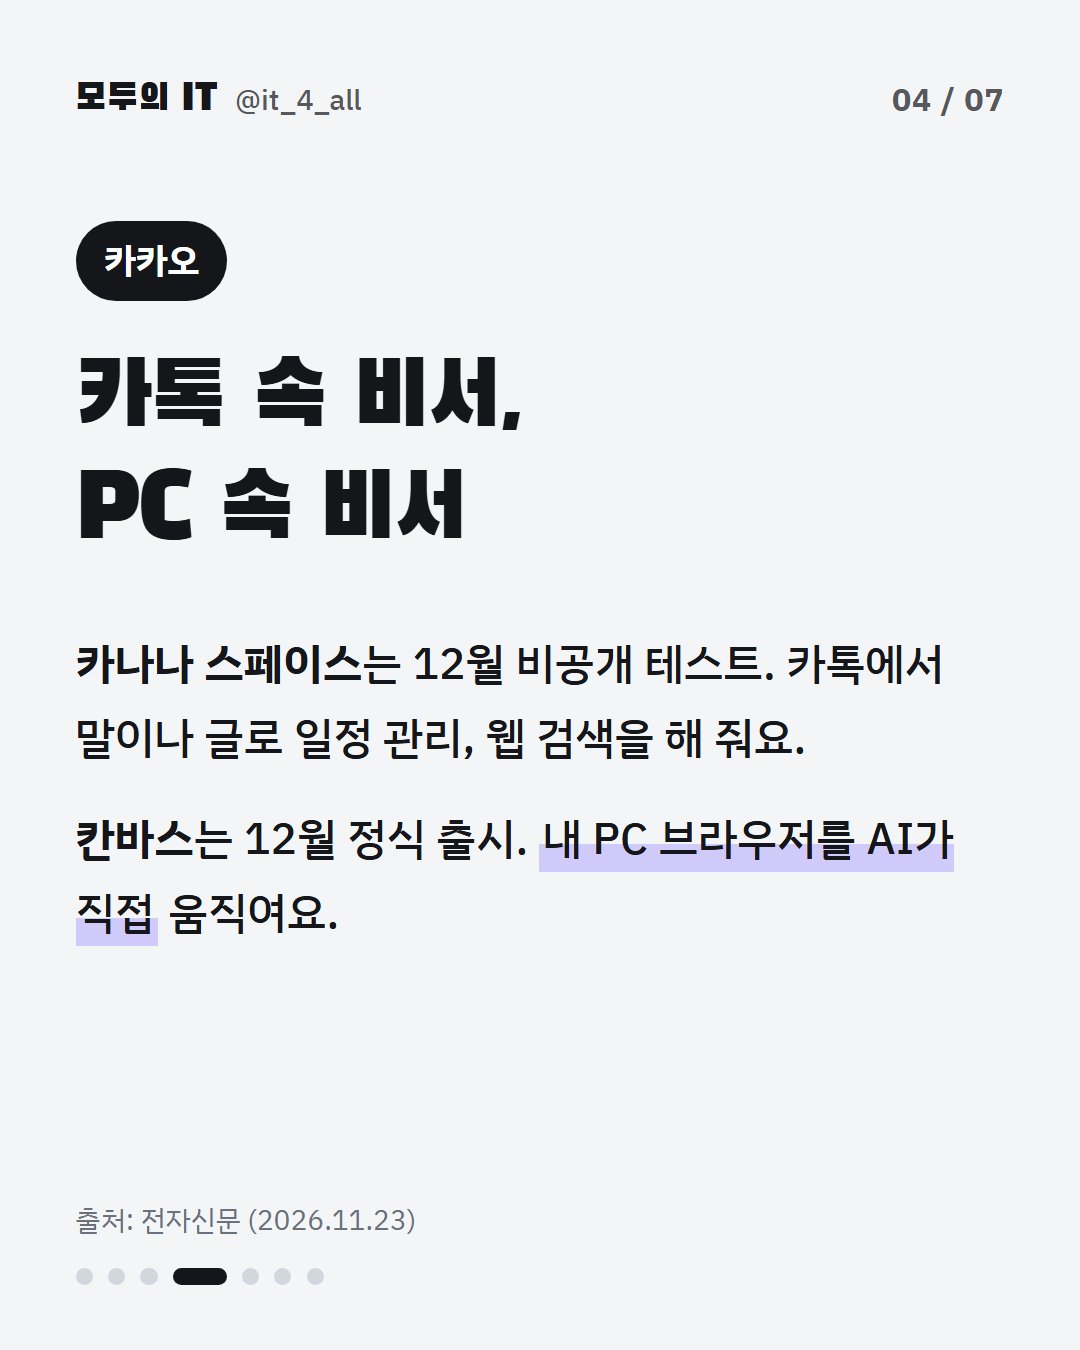 모두의 IT @it_4_all
04 / 07
카카오
카톡 속 비서,
PC 속 비서
카나나 스페이스는 12월 비공개 테스트. 카톡에서
말이나 글로 일정 관리, 웹 검색을 해 줘요.
칸바스는 12월 정식 출시. 내 PC 브라우저를 AI가
직접 움직여요.
출처: 전자신문 (2026.11.23)